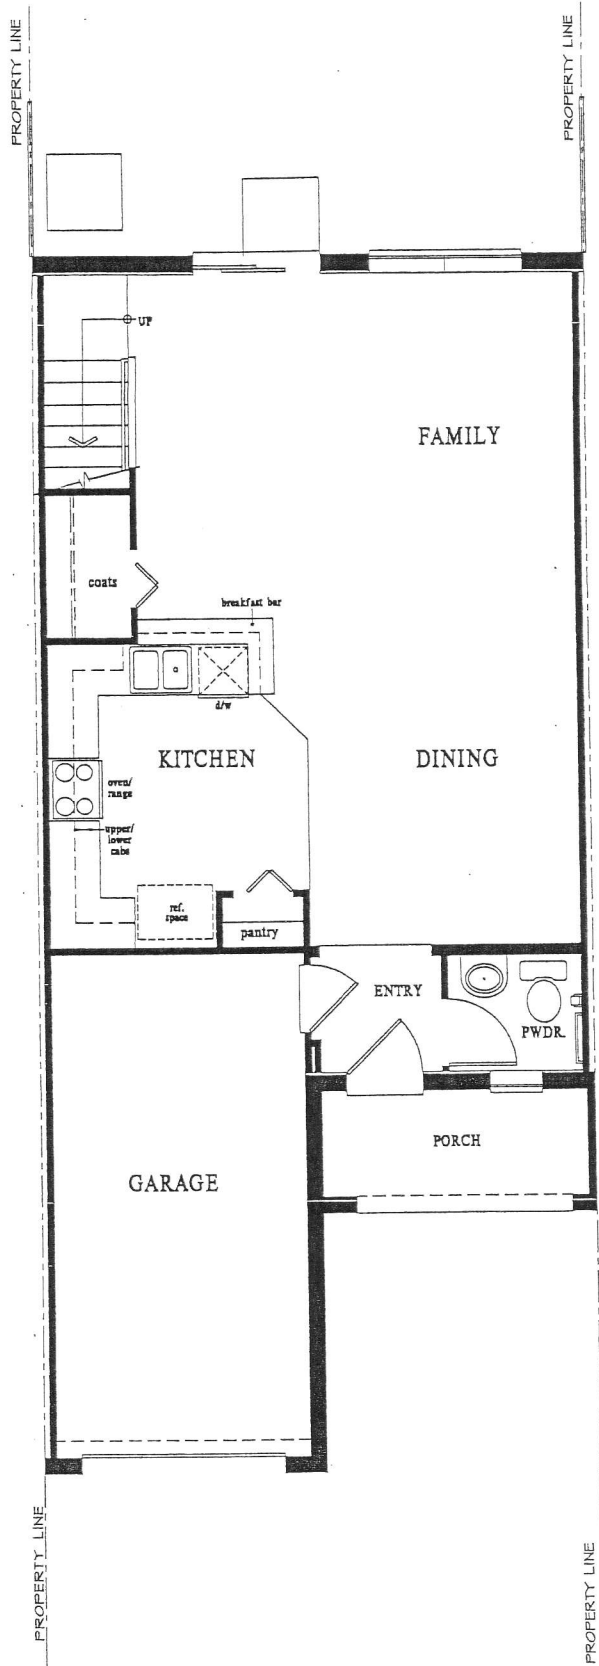 PROPERTY LINE
PROPERTY LINE
UP
FAMILY
coats
breakfast bar
d/w
KITCHEN
DINING
oven/
range
upper/
lower
cabs
ref.
space
pantry
ENTRY
PWDR.
PORCH
GARAGE
PROPERTY LINE
PROPERTY LINE